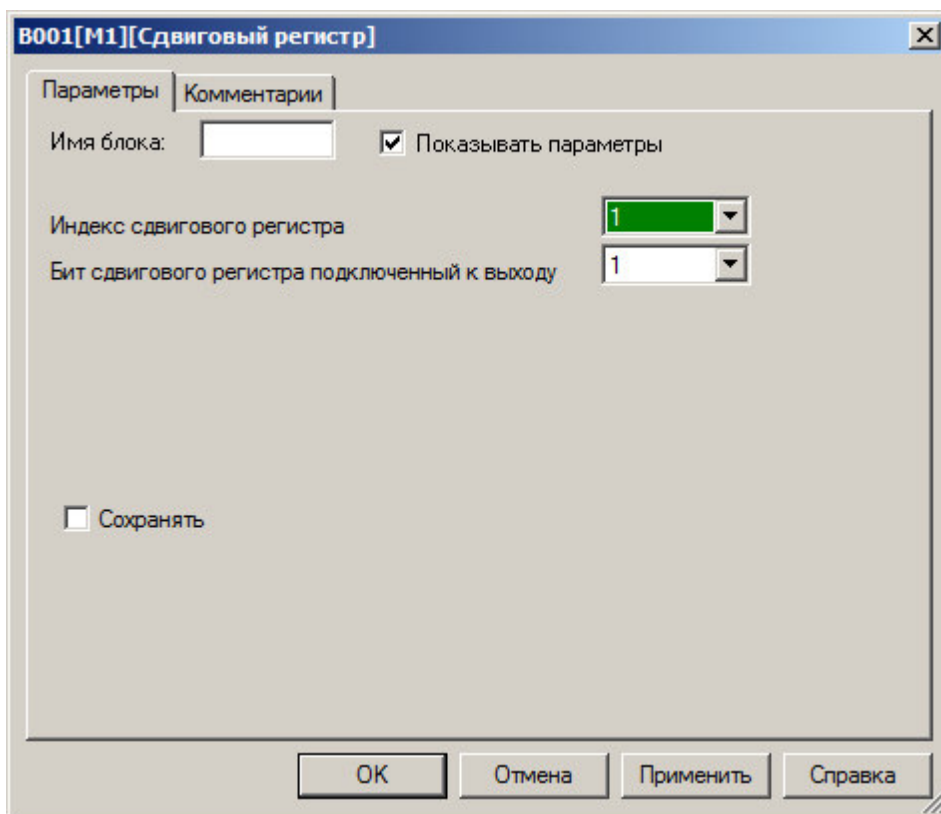 B001[M1][Сдвиговый регистр]
Параметры Комментарии
Имя блока: Показывать параметры
Индекс сдвигового регистра 1
Бит сдвигового регистра подключенный к выходу 1
Сохранять
OK Отмена Применить Справка